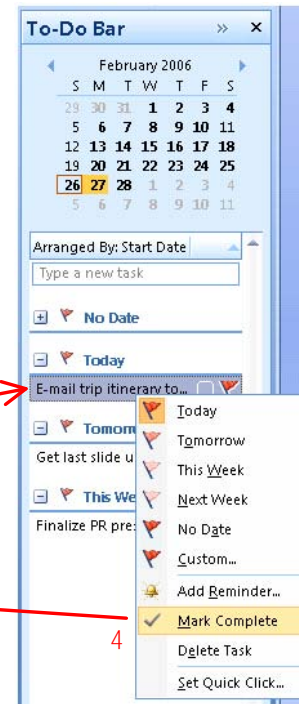 To-Do Bar » ×
February 2006
S M T W T F S
29 30 31 1 2 3 4
5 6 7 8 9 10 11
12 13 14 15 16 17 18
19 20 21 22 23 24 25
26 27 28 1 2 3 4
5 6 7 8 9 10 11
Arranged By: Start Date
Type a new task
No Date
Today
E-mail trip itinerary to...
Tomorr
Get last slide u
This We
Finalize PR pre
Today
Tomorrow
This Week
Next Week
No Date
Custom...
Add Reminder...
Mark Complete
4
Delete Task
Set Quick Click...